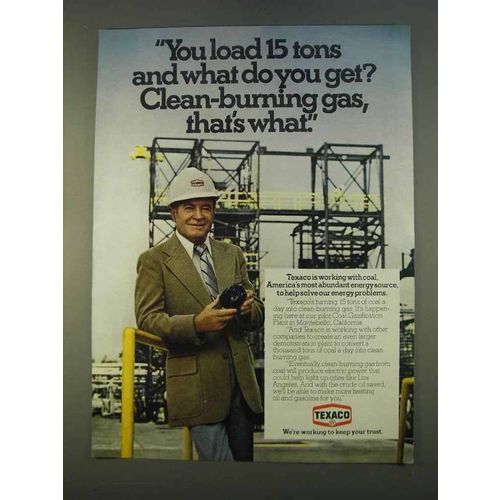 "You load 15 tons
and what do you get?
Clean-burning gas,
that's what."
TEXACO
Texaco is working with coal,
America's most abundant energy source,
to help solve our energy problems.
"Texaco's turning 15 tons of coal a
day into clean-burning gas. It's happen-
ing here at our pilot Coal Gasification
Plant in Montebello, California.
"And Texaco is working with other
companies to create an even larger
demonstration plant to convert a
thousand tons of coal a day into clean-
burning gas.
"Eventually, clean-burning gas from
coal will produce electric power that
could help light up cities like Los
Angeles. And with the crude oil saved,
we'll be able to make more heating
oil and gasoline for you."
TEXACO
We're working to keep your trust.